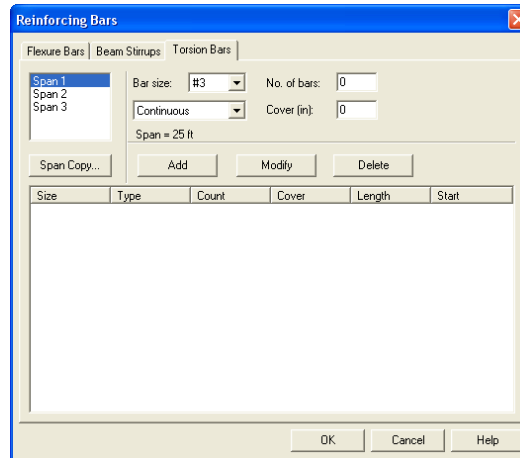 Reinforcing Bars
Flexure Bars Beam Stirrups Torsion Bars
Span 1
Span 2
Span 3
Bar size: #3 No. of bars: 0
Continuous Cover (in): 0
Span = 25 ft
Span Copy... Add Modify Delete
Size Type Count Cover Length Start
OK Cancel Help